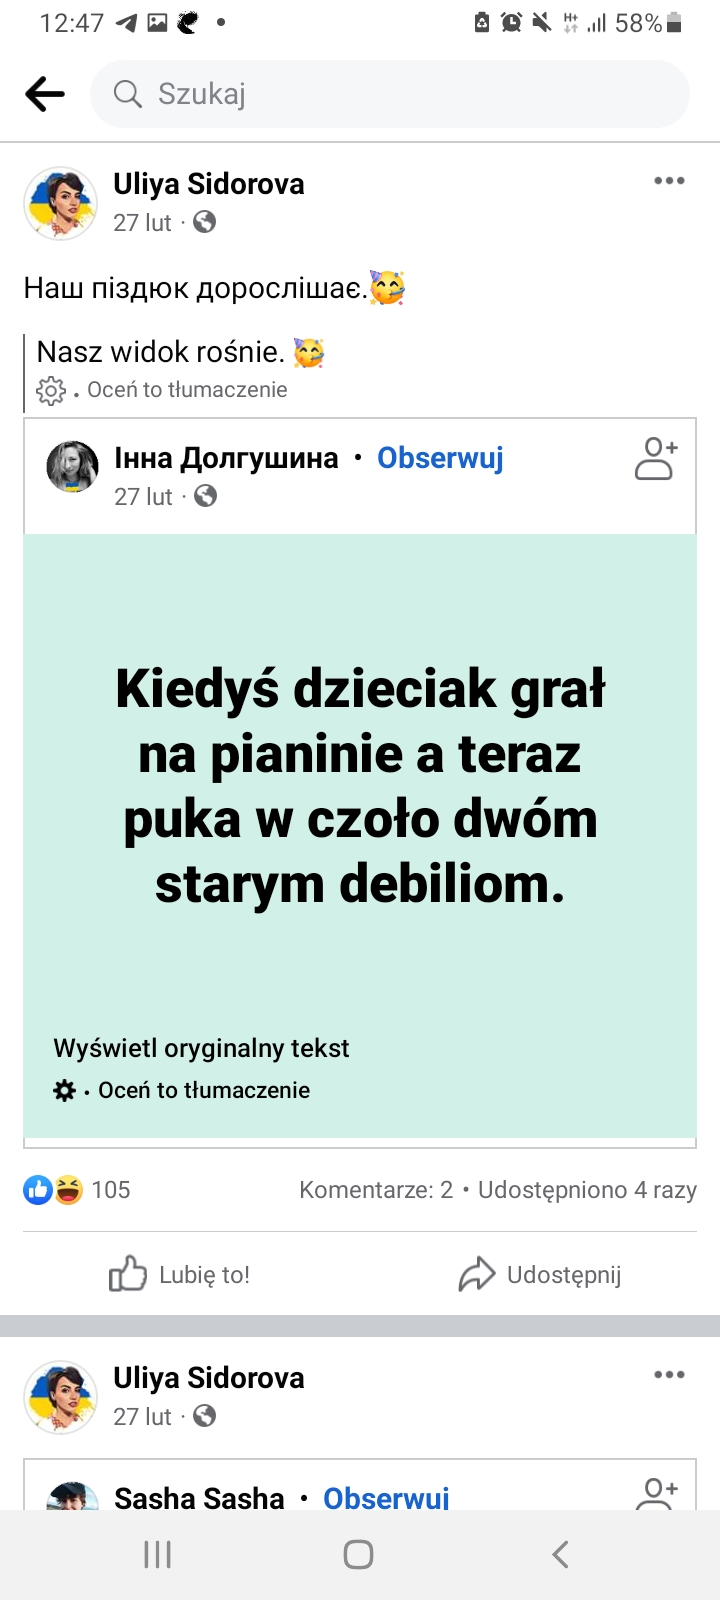 12:47
58%
Szukaj
Uliya Sidorova
27 lut ·
Наш піздюк дорослішає.🥳
Nasz widok rośnie. 🥳
· Oceń to tłumaczenie
Інна Долгушина • Obserwuj
27 lut ·
Kiedyś dzieciak grał
na pianinie a teraz
puka w czoło dwóm
starym debiliom.
Wyświetl oryginalny tekst
· Oceń to tłumaczenie
105 Komentarze: 2 • Udostępniono 4 razy
Lubię to! Udostępnij
Uliya Sidorova
27 lut ·
Sasha Sasha • Obserwuj